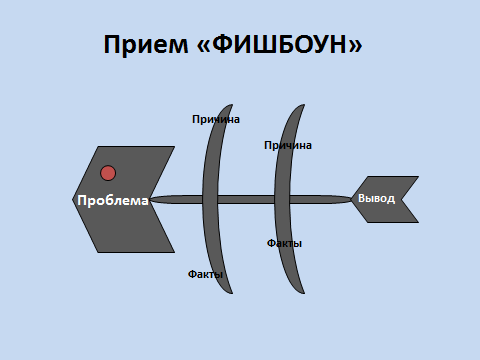 Прием «ФИШБОУН»
Причина
Причина
Проблема
Вывод
Факты
Факты